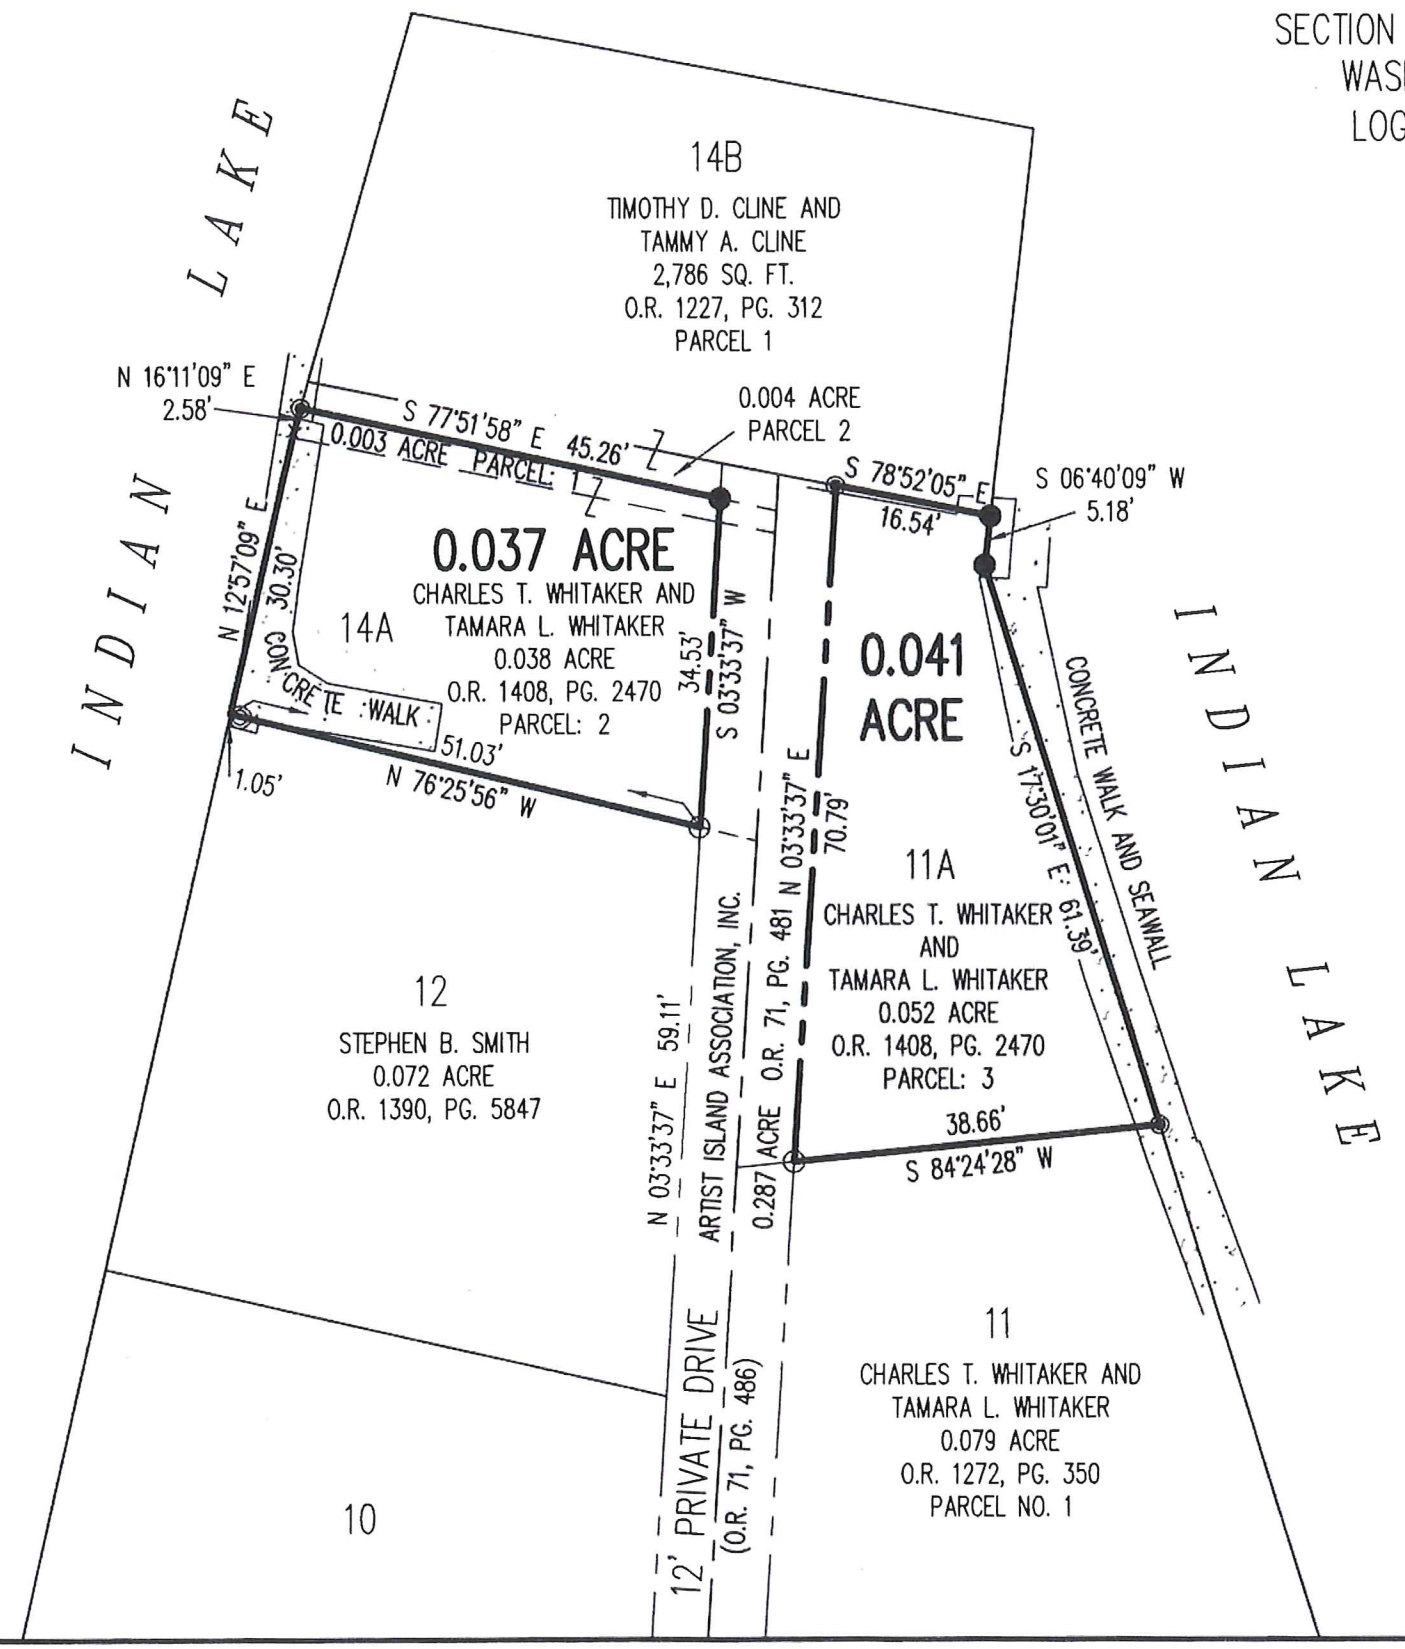 SECTION
WASH
LOG
INDIAN LAKE
14B
TIMOTHY D. CLINE AND
TAMMY A. CLINE
2,786 SQ. FT.
O.R. 1227, PG. 312
PARCEL 1
N 16°11'09" E
2.58'
S 77°51'58" E 45.26'
0.003 ACRE PARCEL: 1
0.004 ACRE
PARCEL 2
S 78°52'05" E
16.54'
S 06°40'09" W
5.18'
N 12°57'09" E
30.30'
0.037 ACRE
14A
CHARLES T. WHITAKER AND
TAMARA L. WHITAKER
0.038 ACRE
O.R. 1408, PG. 2470
PARCEL: 2
CONCRETE WALK
34.53'
S 03°33'37" W
51.03'
N 76°25'56" W
1.05'
0.041
ACRE
N 03°33'37" E
70.79'
11A
CHARLES T. WHITAKER
AND
TAMARA L. WHITAKER
0.052 ACRE
O.R. 1408, PG. 2470
PARCEL: 3
S 17°30'01" E 61.39'
CONCRETE WALK AND SEAWALL
INDIAN LAKE
38.66'
S 84°24'28" W
12
STEPHEN B. SMITH
0.072 ACRE
O.R. 1390, PG. 5847
N 03°33'37" E 59.11'
ARTIST ISLAND ASSOCIATION, INC.
0.287 ACRE O.R. 71, PG. 481
12' PRIVATE DRIVE
(O.R. 71, PG. 486)
11
CHARLES T. WHITAKER AND
TAMARA L. WHITAKER
0.079 ACRE
O.R. 1272, PG. 350
PARCEL NO. 1
10